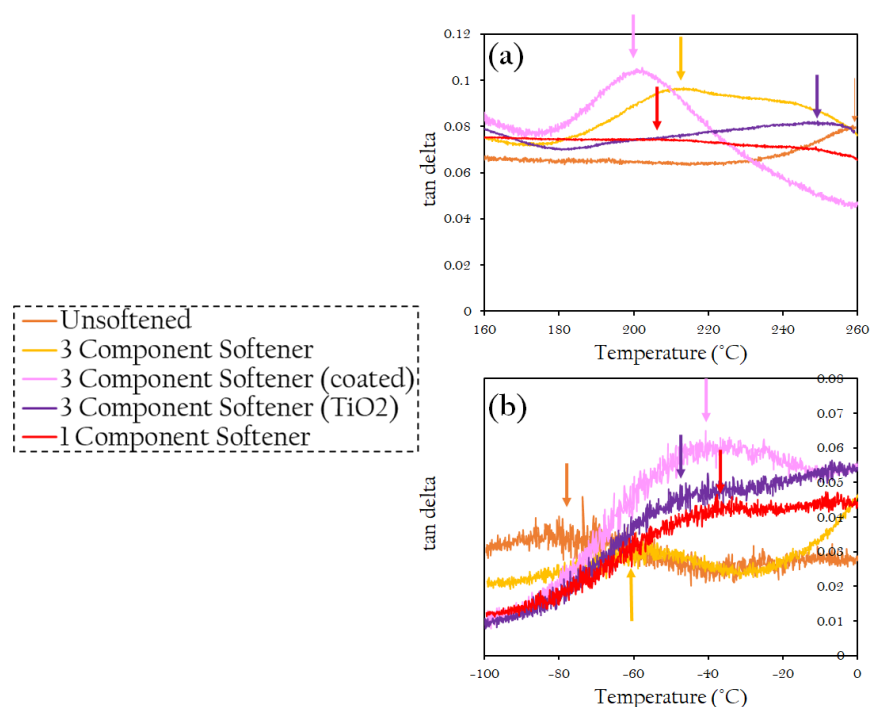 (a)
0.12
0.1
0.08
0.06
0.04
0.02
0
tan delta
160 180 200 220 240 260
Temperature (˚C)
Unsoftened
3 Component Softener
3 Component Softener (coated)
3 Component Softener (TiO2)
1 Component Softener
(b)
0.08
0.07
0.06
0.05
0.04
0.03
0.02
0.01
0
tan delta
-100 -80 -60 -40 -20 0
Temperature (˚C)